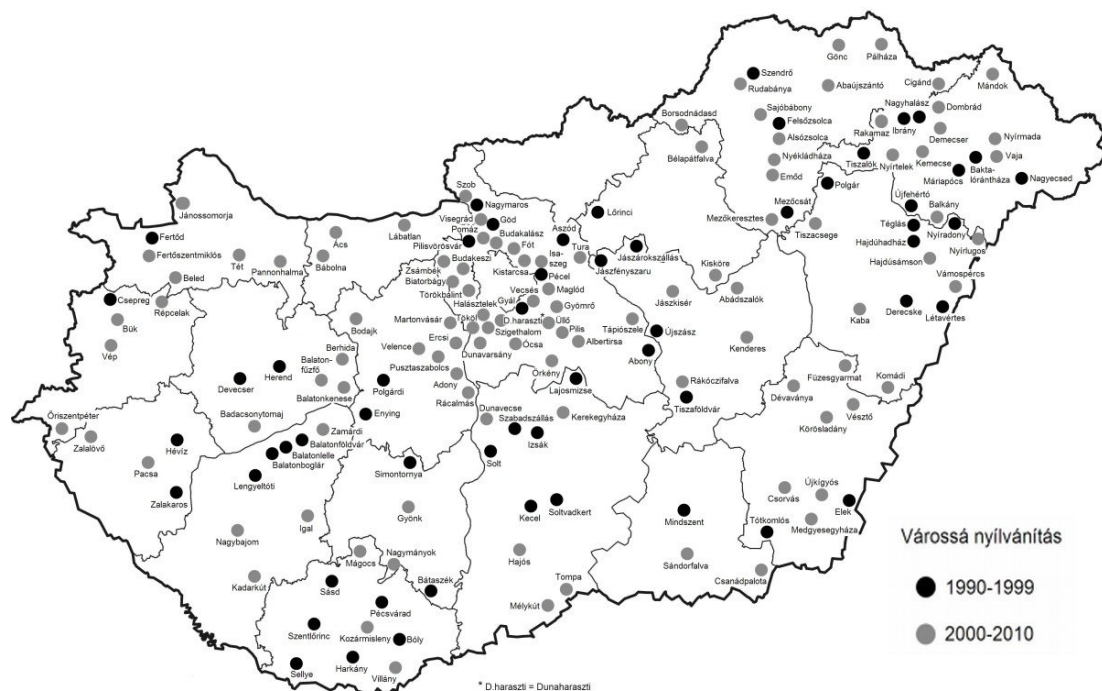 Gönc
Pálháza
Szendrő
Rudabánya
Abaújszántó
Cigánd
Mándok
Sajóbábony
Felsőzsolca
Borsodnádasd
Alsózsolca
Nagyhalász
Ibrány
Dombrád
Rakamaz
Demecser
Nyírmada
Bélapátfalva
Nyékládháza
Emőd
Tiszalök
Nyírtelek
Kemecse
Vaja
Bakta-
lórántháza
Máriapócs
Nagyecsed
Szob
Nagymaros
Jánossomorja
Visegrád
Göd
Pomáz
Budakalász
Lőrinci
Polgár
Mezőcsát
Mezőkeresztes
Tiszacsege
Újfehértó
Balkány
Téglás
Nyíradony
Hajdúhadház
Nyírlugos
Hajdúsámson
Vámospércs
Fertőd
Fertőszentmiklós
Ács
Lábatlan
Pilisvörösvár
Fót
Aszód
Tura
Jászárokszállás
Jászfényszaru
Bábolna
Tét
Pannonhalma
Beled
Zsámbék
Budakeszi
Isa-
szeg
Kistarcsa
Pécel
Kisköre
Biatorbágy
Törökbálint
Vecsés
Maglód
Jászkisér
Abádszalók
Csepreg
Répcelak
Bük
Vép
Halásztelek
Gyál
Gyömrő
Kaba
Derecske
Létavértes
Bodajk
Martonvásár
Tököl
D.haraszti*
Üllő
Szigethalom
Pilis
Tápiószele
Újszász
Kenderes
Ercsi
Ócsa
Albertirsa
Dunavarsány
Abony
Berhida
Balaton-
fűzfő
Velence
Pusztaszabolcs
Devecser
Herend
Balatonkenese
Polgárdi
Adony
Rácalmás
Örkény
Lajosmizse
Rákóczifalva
Tiszaföldvár
Füzesgyarmat
Komádi
Dévaványa
Vésztő
Körösladány
Badacsonytomaj
Enying
Dunavecse
Szabadszállás
Kerekegyháza
Őriszentpéter
Zalalövő
Zamárdi
Balatonföldvár
Balatonlelle
Balatonboglár
Izsák
Solt
Hévíz
Pacsa
Zalakaros
Lengyeltóti
Simontornya
Kecel
Soltvadkert
Mindszent
Csorvás
Újkígyós
Elek
Tótkomlós
Medgyesegyháza
Gyönk
Igal
Nagybajom
Hajós
Sándorfalva
Csanádpalota
Kadarkút
Mágocs
Nagymányok
Bátaszék
Sásd
Tompa
Mélykút
Pécsvárad
Szentlőrinc
Kozármisleny
Bóly
Sellye
Harkány
Villány
Várossá nyílvánítás
1990-1999
2000-2010
* D.haraszti = Dunaharaszti